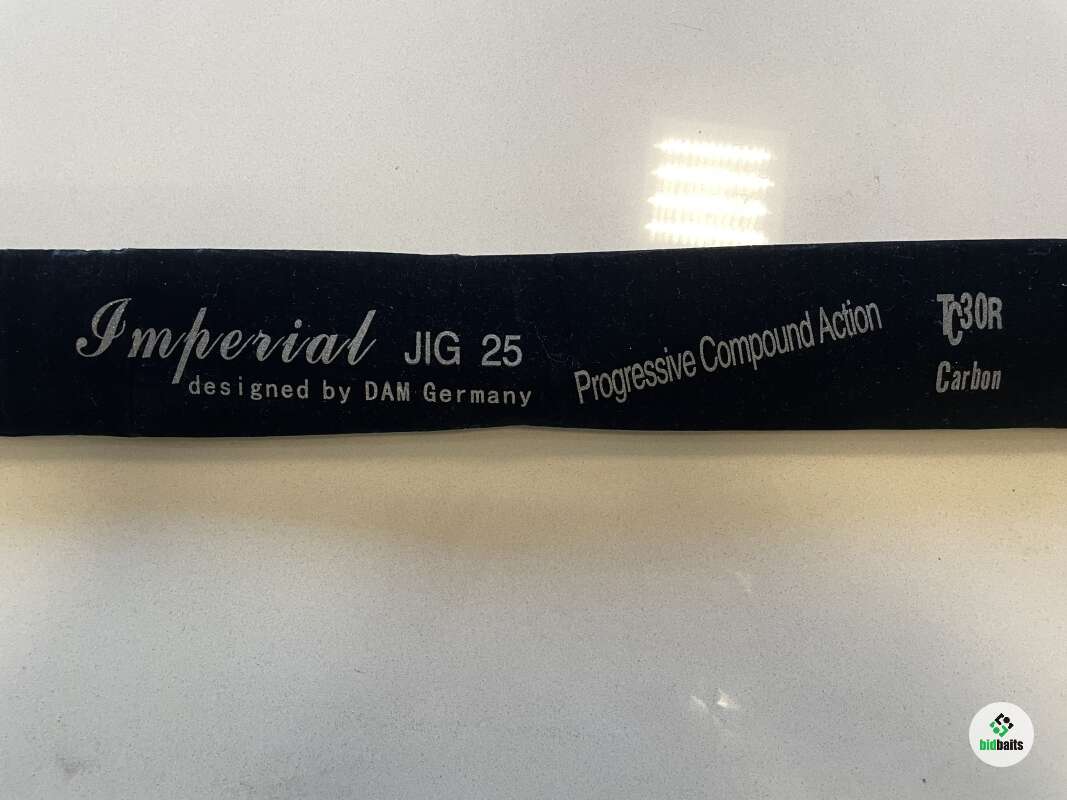 Imperial JIG 25
designed by DAM Germany
Progressive Compound Action
TC30R
Carbon
bidbaits